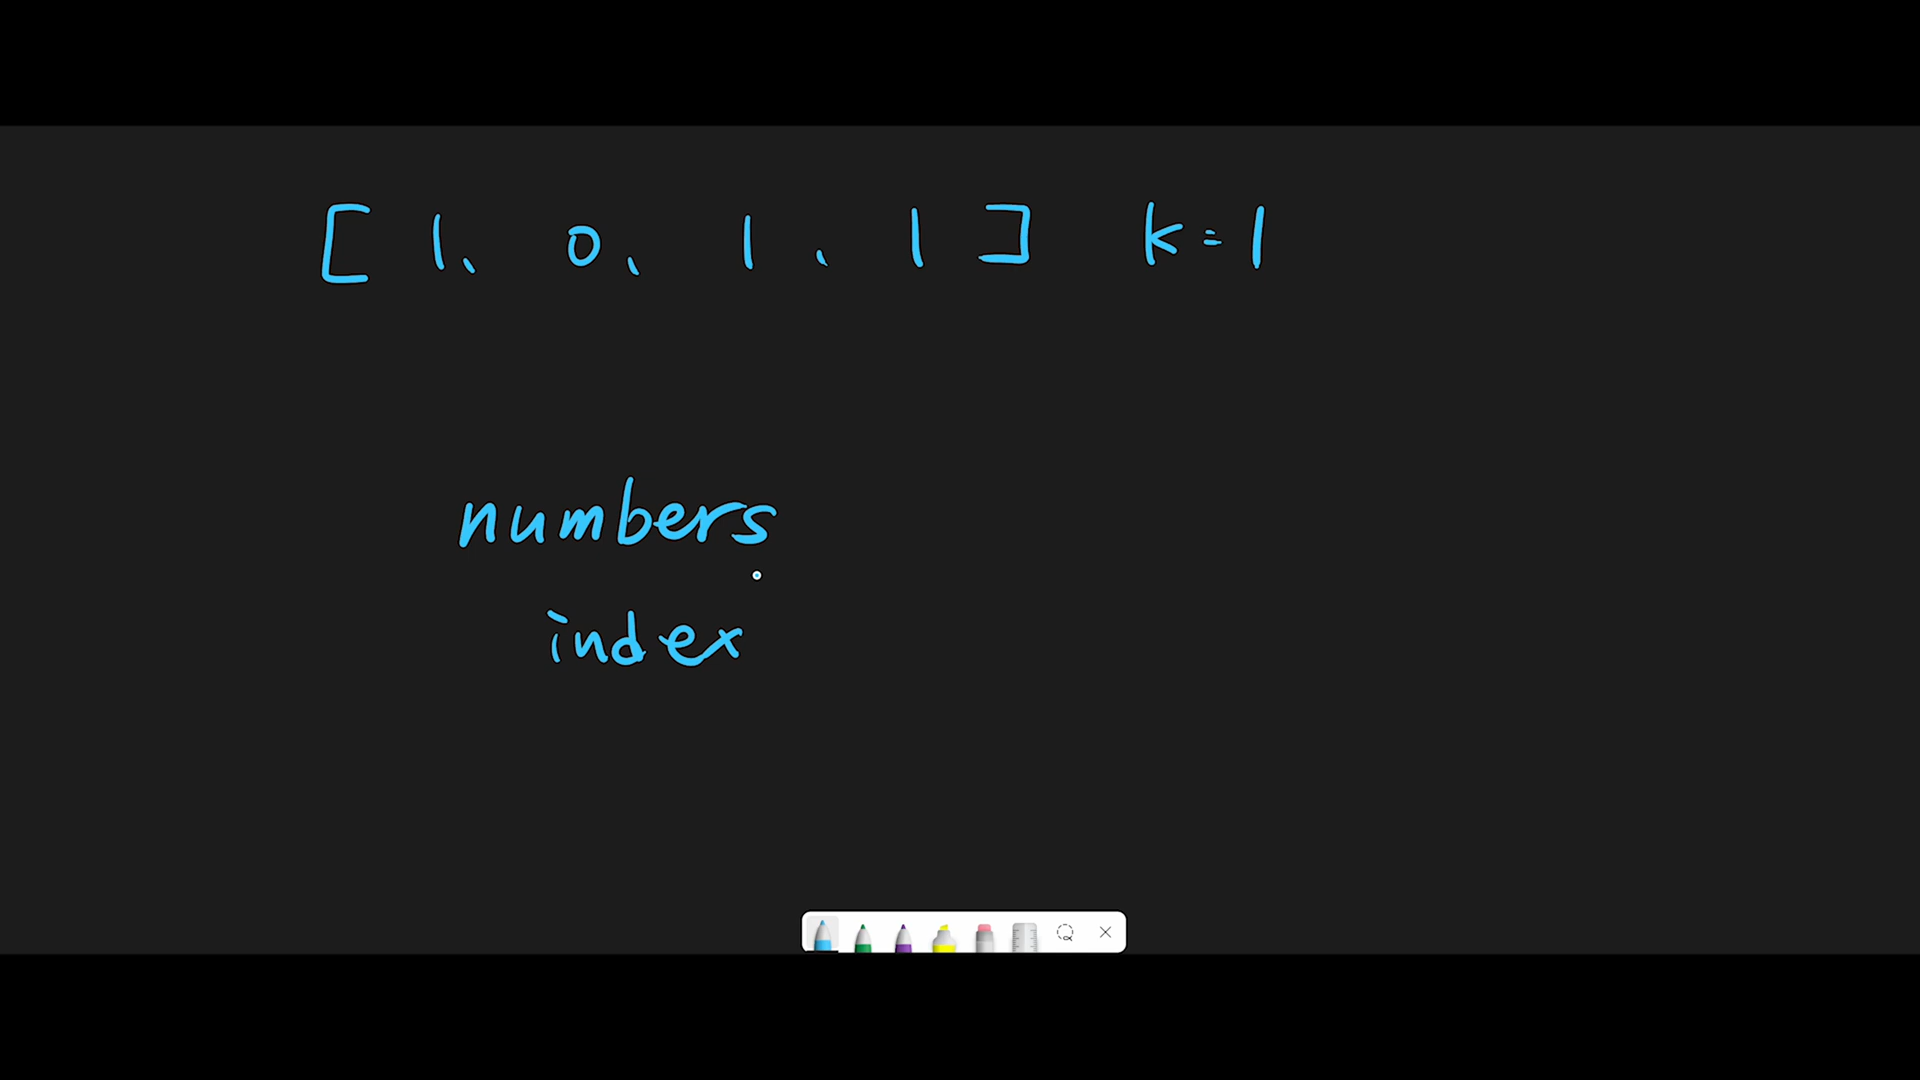 [ 1, 0, 1, 1 ] k=1
numbers
index